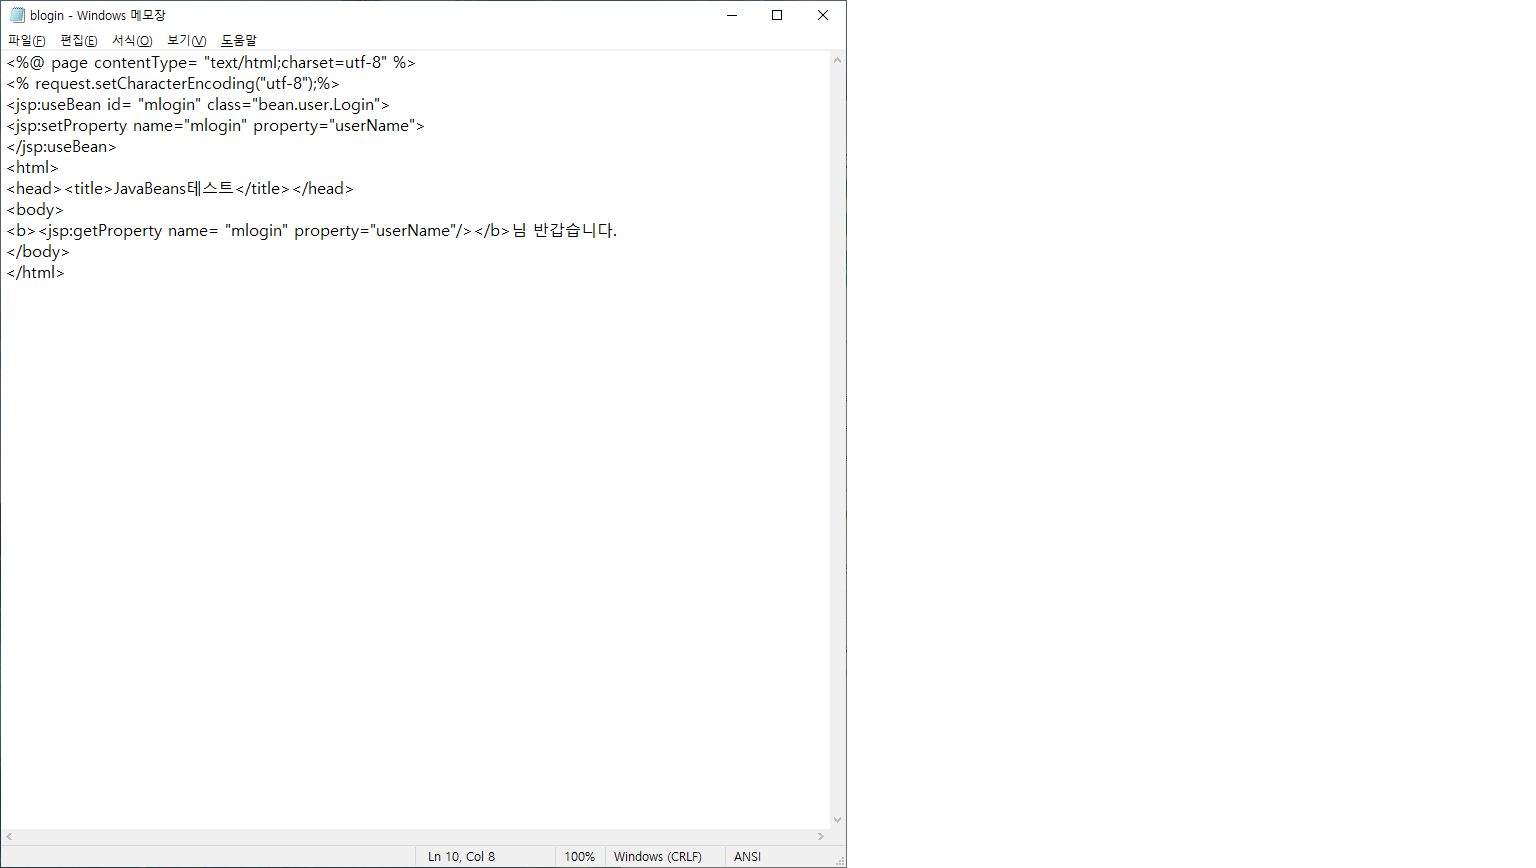 blogin - Windows 메모장
파일(F) 편집(E) 서식(O) 보기(V) 도움말
<%@ page contentType= "text/html;charset=utf-8" %>
<% request.setCharacterEncoding("utf-8");%>
<jsp:useBean id= "mlogin" class="bean.user.Login">
<jsp:setProperty name="mlogin" property="userName">
</jsp:useBean>
<html>
<head><title>JavaBeans테스트</title></head>
<body>
<b><jsp:getProperty name= "mlogin" property="userName"/></b>님 반갑습니다.
</body>
</html>
Ln 10, Col 8 100% Windows (CRLF) ANSI